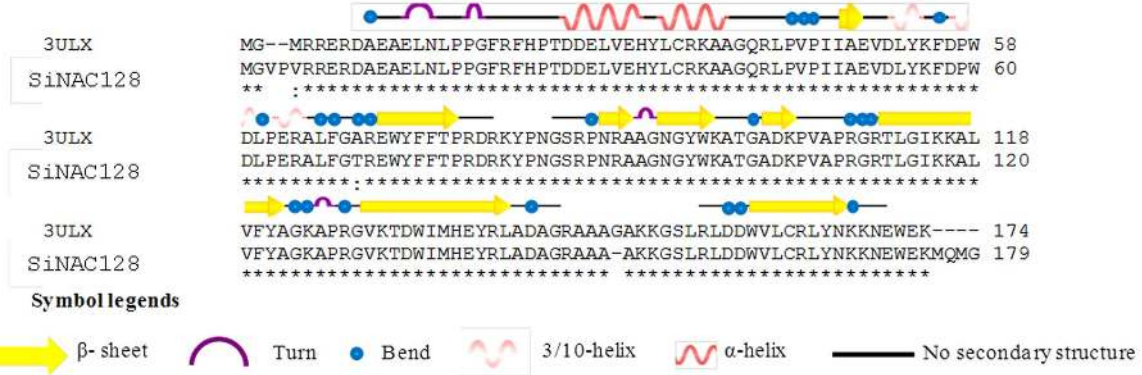 3ULX MG--MRRERDAEAELNLPPGFRFHPTDDELVEHYLCRKAAGQRLPVPIIAEVDLYKFDPW 58
SiNAC128 MGVPVRRERDAEAELNLPPGFRFHPTDDELVEHYLCRKAAGQRLPVPIIAEVDLYKFDPW 60
** :*******************************************************
3ULX DLPERALFGAREWYFFTPRDRKYPNGSRPNRAAGNGYWKATGADKPVAPRGRTLGIKKAL 118
SiNAC128 DLPERALFGTREWYFFTPRDRKYPNGSRPNRAAGNGYWKATGADKPVAPRGRTLGIKKAL 120
*********:**************************************************
3ULX VFYAGKAPRGVKTDWIMHEYRLADAGRAAAGAKKGSLRLDDWVLCRLYNKKNEWEK---- 174
SiNAC128 VFYAGKAPRGVKTDWIMHEYRLADAGRAAA-AKKGSLRLDDWVLCRLYNKKNEWEKMQMG 179
****************************** *************************
Symbol legends
β- sheet Turn Bend 3/10-helix α-helix No secondary structure